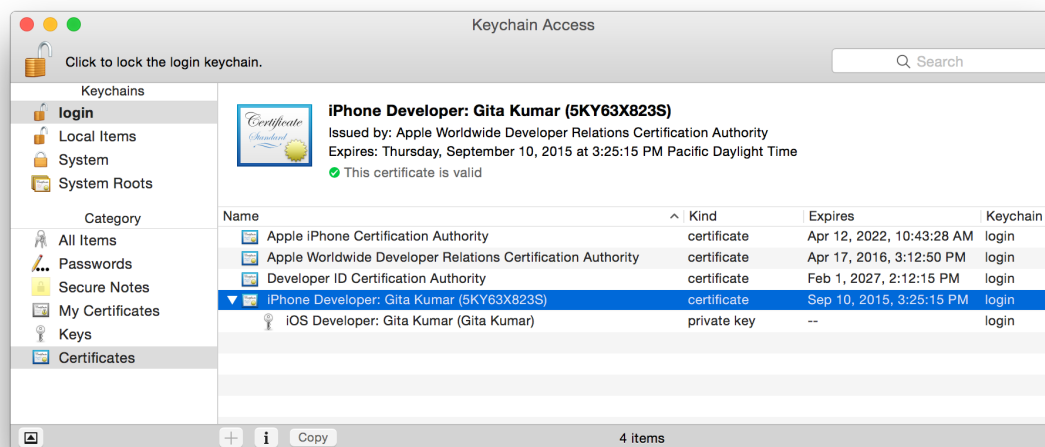 Keychain Access
Click to lock the login keychain.
Search
Keychains
login
Local Items
System
System Roots
Category
All Items
Passwords
Secure Notes
My Certificates
Keys
Certificates
Certificate
Standard
iPhone Developer: Gita Kumar (5KY63X823S)
Issued by: Apple Worldwide Developer Relations Certification Authority
Expires: Thursday, September 10, 2015 at 3:25:15 PM Pacific Daylight Time
This certificate is valid
Name Kind Expires Keychain
Apple iPhone Certification Authority certificate Apr 12, 2022, 10:43:28 AM login
Apple Worldwide Developer Relations Certification Authority certificate Apr 17, 2016, 3:12:50 PM login
Developer ID Certification Authority certificate Feb 1, 2027, 2:12:15 PM login
iPhone Developer: Gita Kumar (5KY63X823S) certificate Sep 10, 2015, 3:25:15 PM login
iOS Developer: Gita Kumar (Gita Kumar) private key -- login
Copy 4 items